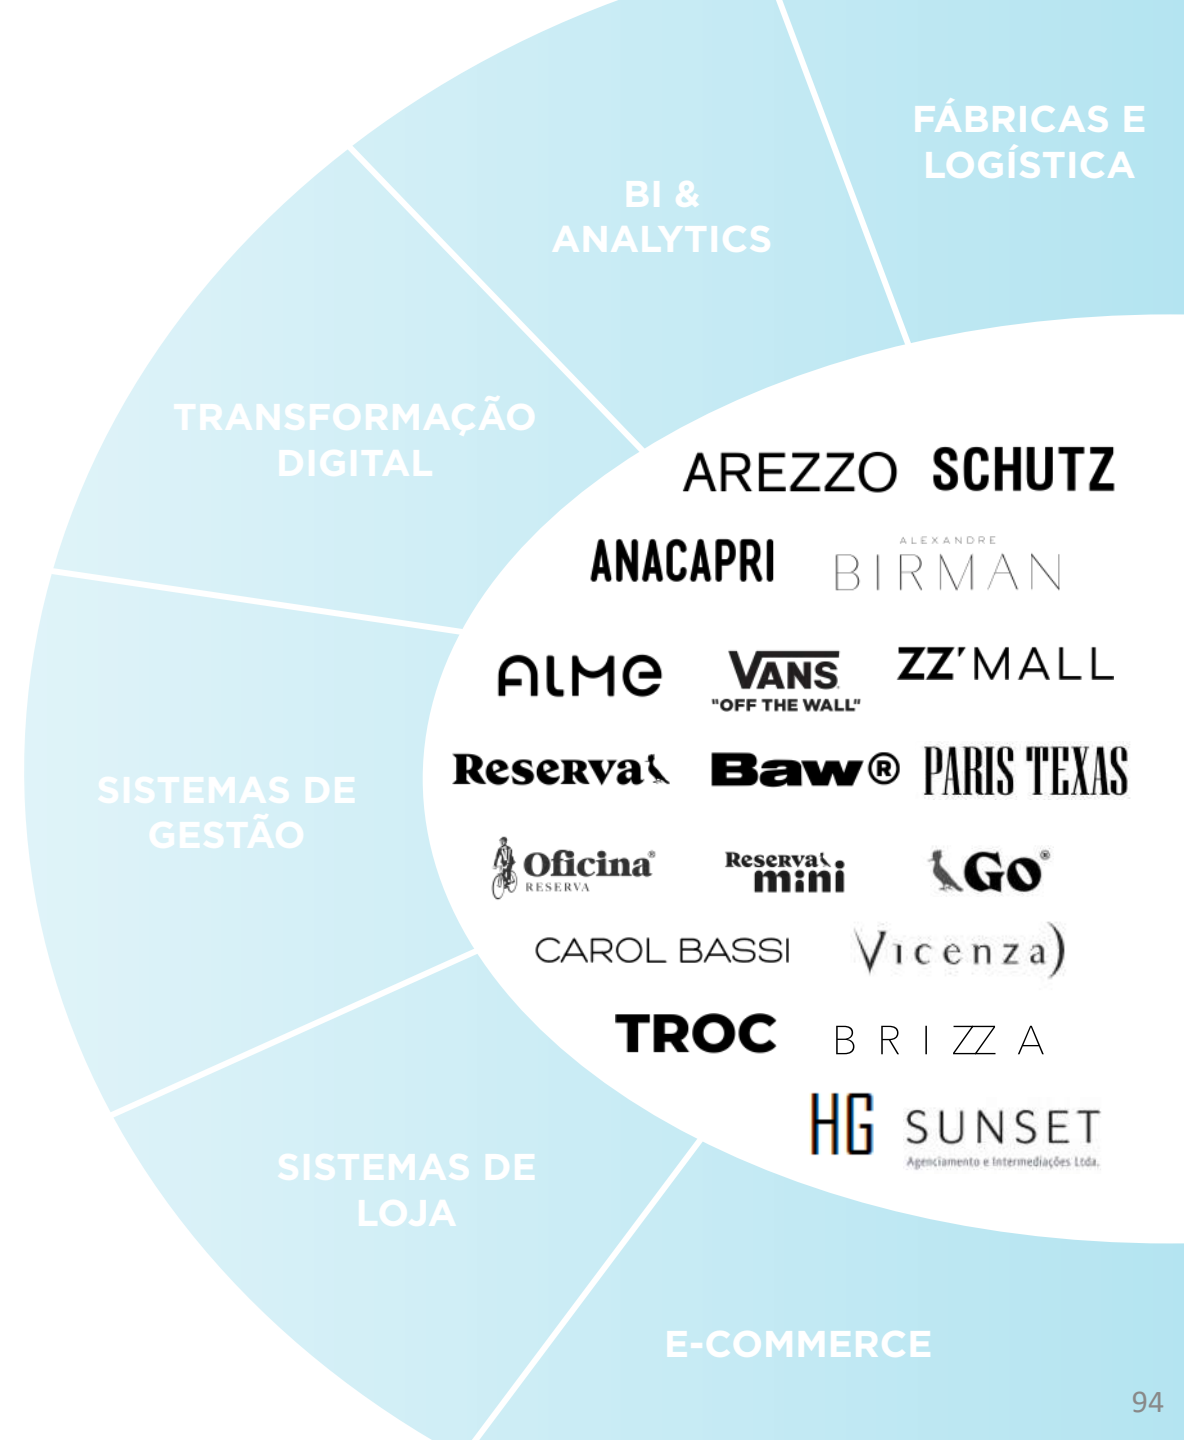 FÁBRICAS E
LOGÍSTICA
BI &
ANALYTICS
TRANSFORMAÇÃO
DIGITAL
SISTEMAS DE
GESTÃO
SISTEMAS DE
LOJA
E-COMMERCE
AREZZO SCHUTZ
ANACAPRI
ALEXANDRE
BIRMAN
ALME
VANS
"OFF THE WALL"
ZZ'MALL
Reserva
Baw®
PARIS TEXAS
Oficina®
RESERVA
Reserva
mini
Go®
CAROL BASSI
Vicenza)
TROC
BRIZZA
HG
SUNSET
Agenciamento e Intermediações Ltda.
94